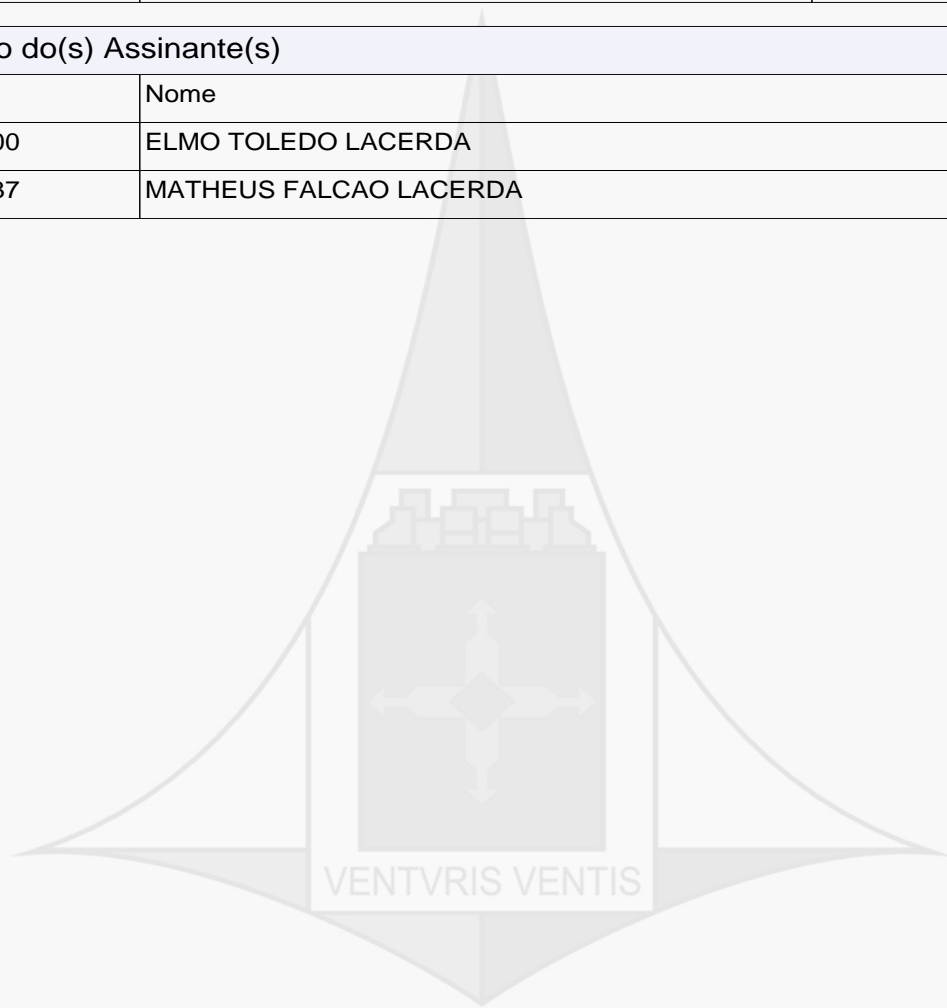 o do(s) Assinante(s)
Nome
00 ELMO TOLEDO LACERDA
37 MATHEUS FALCAO LACERDA
VENTVRIS VENTIS